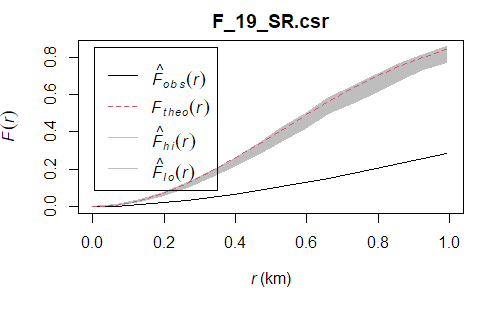 F_19_SR.csr
F(r)
0.0 0.2 0.4 0.6 0.8
F̂obs(r)
Ftheo(r)
F̂hi(r)
F̂lo(r)
0.0 0.2 0.4 0.6 0.8 1.0
r (km)